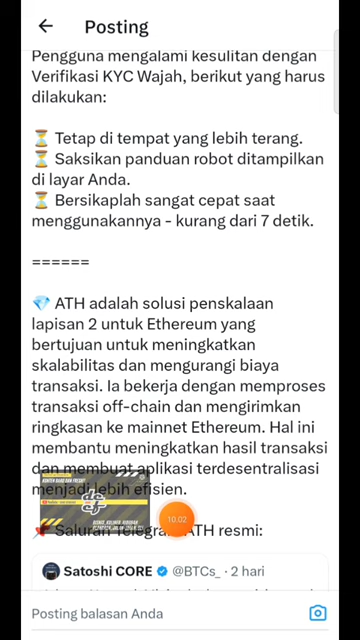 Posting
Pengguna mengalami kesulitan dengan
Verifikasi KYC Wajah, berikut yang harus
dilakukan:
⏳ Tetap di tempat yang lebih terang.
⏳ Saksikan panduan robot ditampilkan
di layar Anda.
⏳ Bersikaplah sangat cepat saat
menggunakannya - kurang dari 7 detik.
======
💎 ATH adalah solusi penskalaan
lapisan 2 untuk Ethereum yang
bertujuan untuk meningkatkan
skalabilitas dan mengurangi biaya
transaksi. Ia bekerja dengan memproses
transaksi off-chain dan mengirimkan
ringkasan ke mainnet Ethereum. Hal ini
membantu meningkatkan hasil transaksi
dan membuat aplikasi terdesentralisasi
menjadi lebih efisien.
10.02
📌 Saluran Telegram ATH resmi:
Satoshi CORE @BTCs_ · 2 hari
Posting balasan Anda